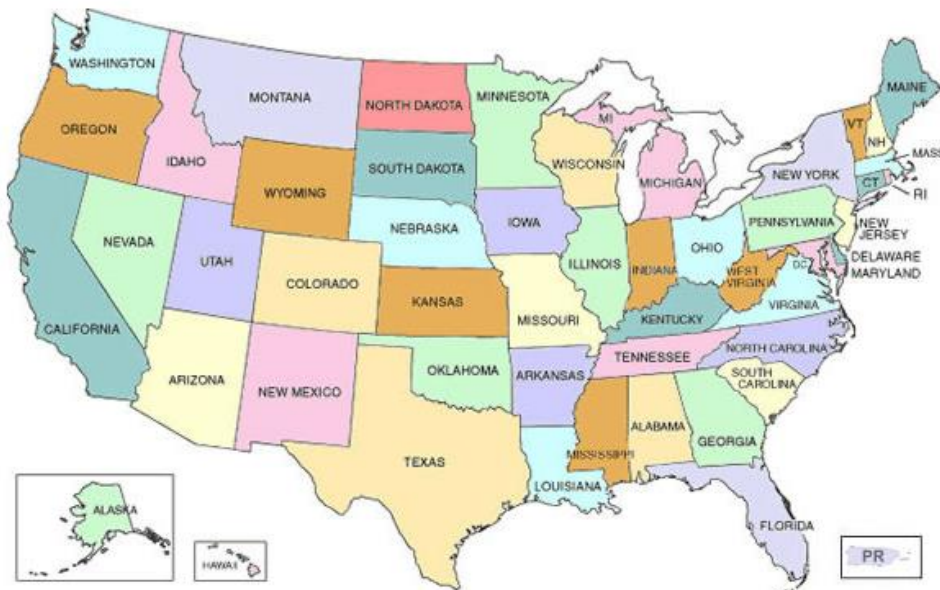 WASHINGTON
MONTANA
NORTH DAKOTA
MINNESOTA
MI
MAINE
VT
NH
OREGON
IDAHO
WYOMING
SOUTH DAKOTA
WISCONSIN
MICHIGAN
NEW YORK
MASS
CT
RI
NEVADA
UTAH
COLORADO
NEBRASKA
IOWA
ILLINOIS
INDIANA
OHIO
PENNSYLVANIA
NEW
JERSEY
DELAWARE
MARYLAND
DC
WEST
VIRGINIA
VIRGINIA
CALIFORNIA
KANSAS
MISSOURI
KENTUCKY
ARIZONA
NEW MEXICO
OKLAHOMA
ARKANSAS
TENNESSEE
NORTH CAROLINA
SOUTH
CAROLINA
TEXAS
LOUISIANA
MISSISSIPPI
ALABAMA
GEORGIA
FLORIDA
ALASKA
HAWAII
PR